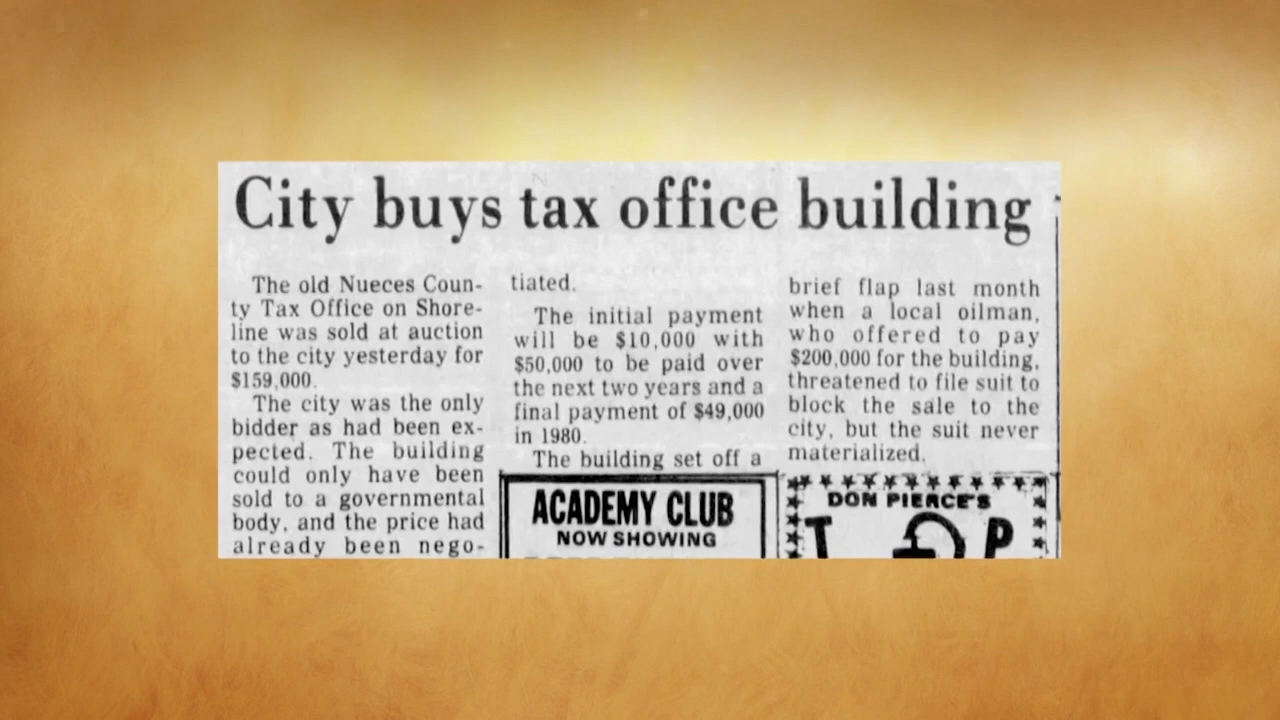 City buys tax office building
The old Nueces Coun-
ty Tax Office on Shore-
line was sold at auction
to the city yesterday for
$159,000.
The city was the only
bidder as had been ex-
pected. The building
could only have been
sold to a governmental
body, and the price had
already been nego-
tiated.
The initial payment
will be $10,000 with
$50,000 to be paid over
the next two years and a
final payment of $49,000
in 1980.
The building set off a
brief flap last month
when a local oilman,
who offered to pay
$200,000 for the building,
threatened to file suit to
block the sale to the
city, but the suit never
materialized.
ACADEMY CLUB
NOW SHOWING
DON PIERCE'S